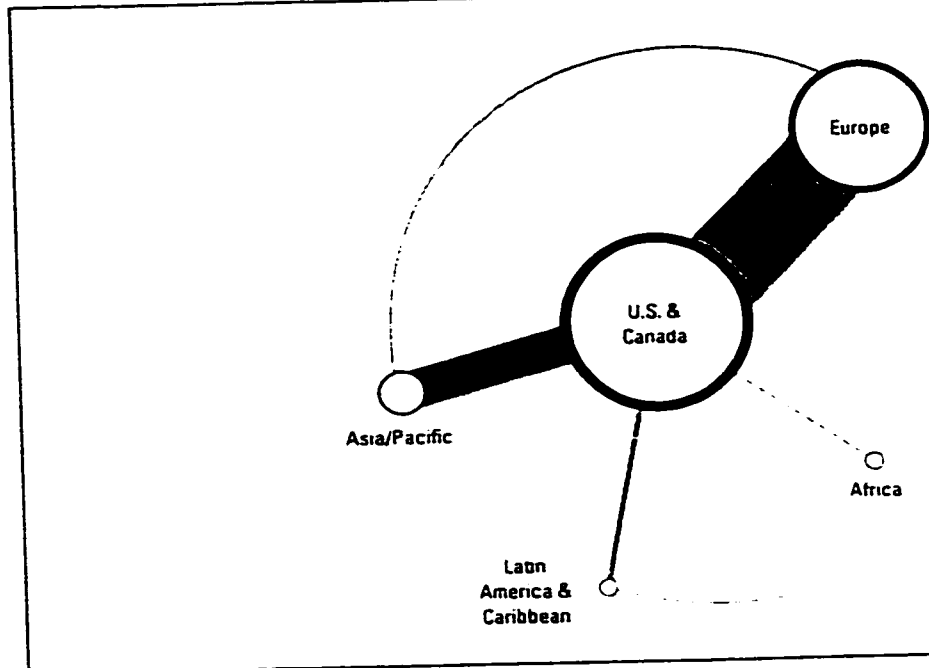 Europe
U.S. &
Canada
Asia/Pacific
Africa
Latin
America &
Caribbean